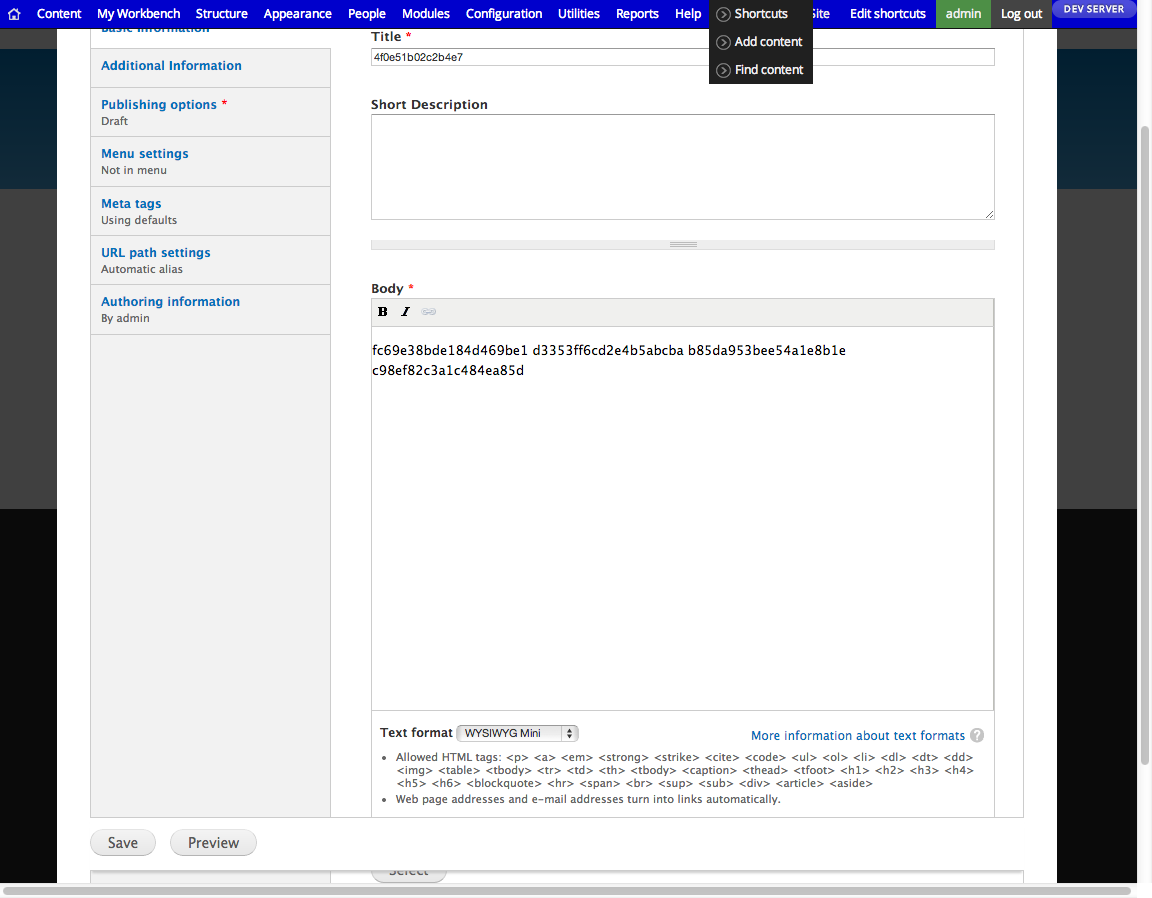 Content My Workbench Structure Appearance People Modules Configuration Utilities Reports Help Shortcuts Site Edit shortcuts admin Log out DEV SERVER
Add content
Find content
Basic Information
Additional Information
Publishing options *
Draft
Menu settings
Not in menu
Meta tags
Using defaults
URL path settings
Automatic alias
Authoring information
By admin
Title *
4f0e51b02c2b4e7
Short Description
Body *
B I
fc69e38bde184d469be1 d3353ff6cd2e4b5abcba b85da953bee54a1e8b1e
c98ef82c3a1c484ea85d
Text format WYSIWYG Mini More information about text formats ?
• Allowed HTML tags: <p> <a> <em> <strong> <strike> <cite> <code> <ul> <ol> <li> <dl> <dt> <dd>
<img> <table> <tbody> <tr> <td> <th> <tbody> <caption> <thead> <tfoot> <h1> <h2> <h3> <h4>
<h5> <h6> <blockquote> <hr> <span> <br> <sup> <sub> <div> <article> <aside>
• Web page addresses and e-mail addresses turn into links automatically.
Save Preview
Select